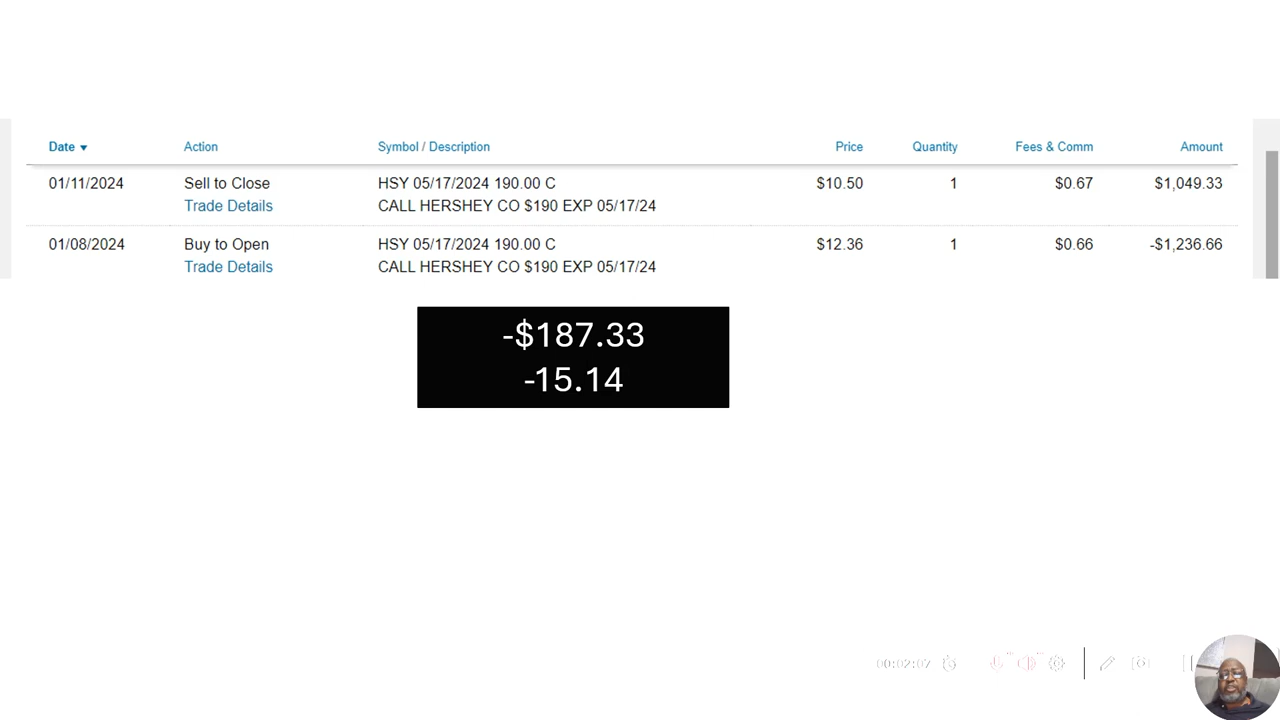 Date ▼ Action Symbol / Description Price Quantity Fees & Comm Amount
01/11/2024 Sell to Close HSY 05/17/2024 190.00 C $10.50 1 $0.67 $1,049.33
Trade Details CALL HERSHEY CO $190 EXP 05/17/24
01/08/2024 Buy to Open HSY 05/17/2024 190.00 C $12.36 1 $0.66 -$1,236.66
Trade Details CALL HERSHEY CO $190 EXP 05/17/24
-$187.33
-15.14
00:02:07